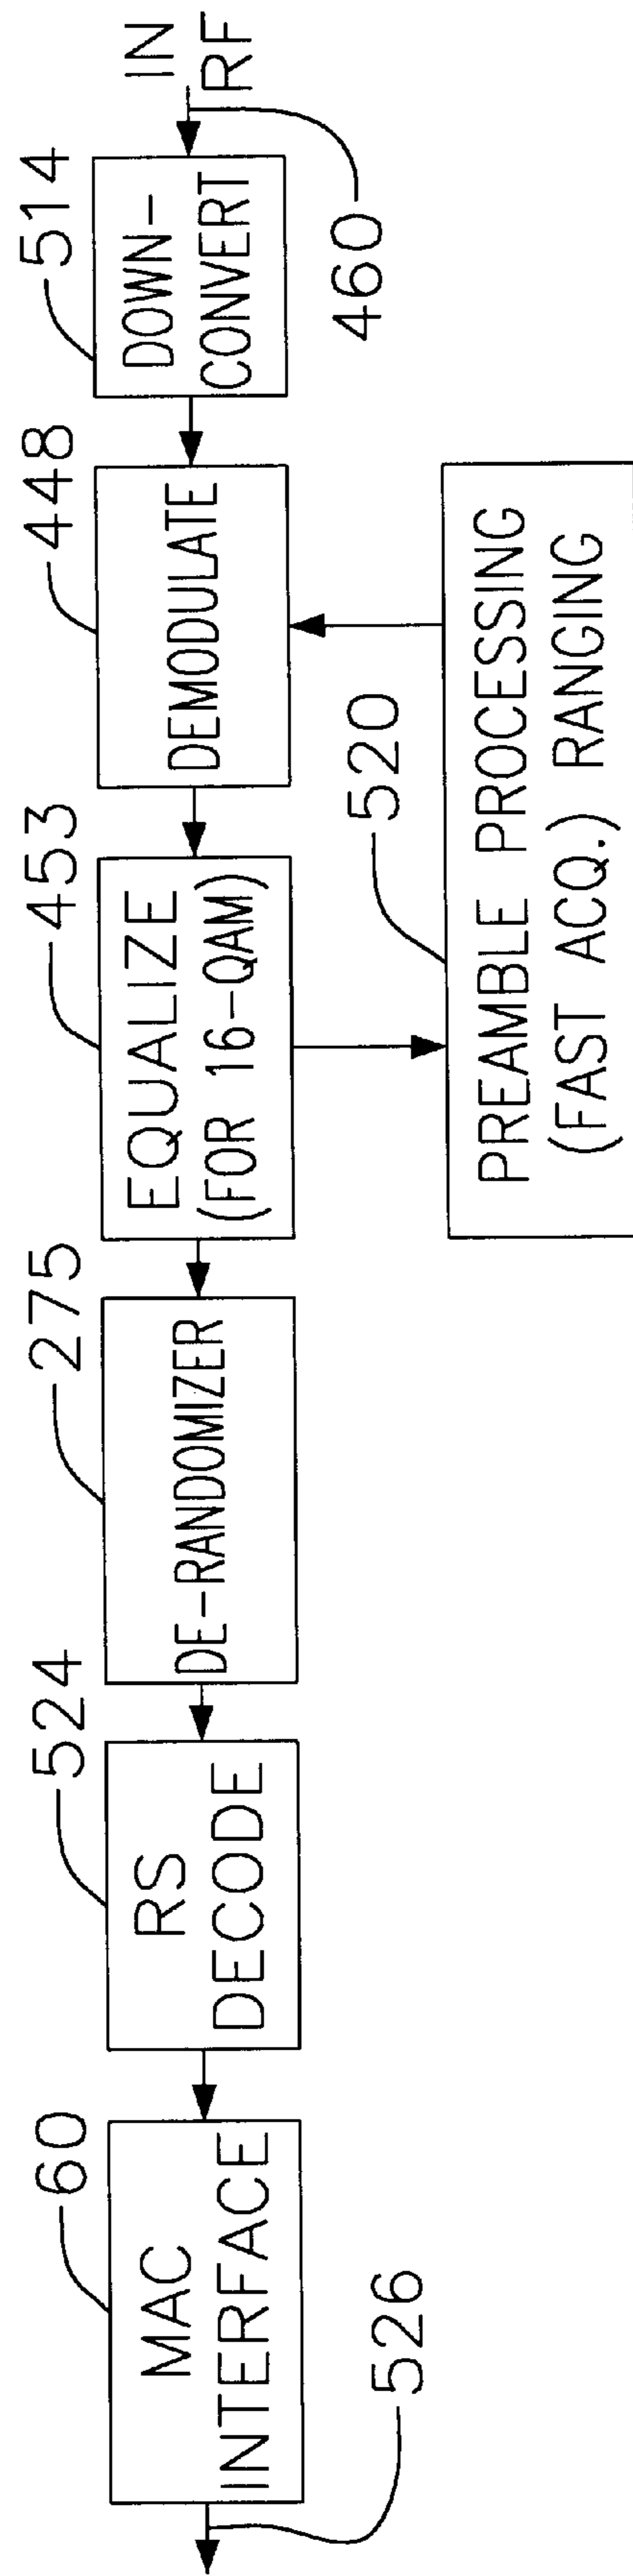 60
MAC
INTERFACE
526
524
RS
DECODE
275
DE-RANDOMIZER
453
EQUALIZE
(FOR 16-QAM)
448
DEMODULATE
514
DOWN-
CONVERT
IN
RF
460
520
PREAMBLE PROCESSING
(FAST ACQ.) RANGING